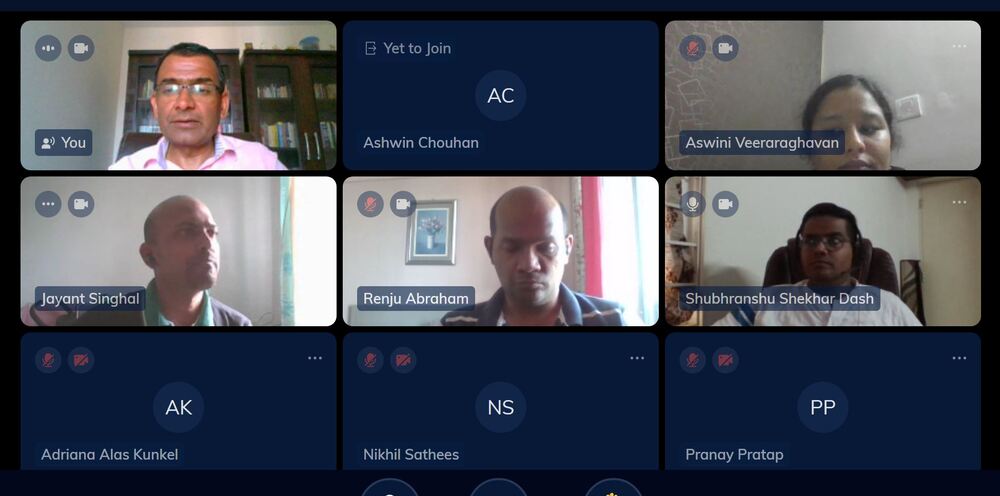 You
Yet to Join
AC
Ashwin Chouhan
Aswini Veeraraghavan
Jayant Singhal
Renju Abraham
Shubhranshu Shekhar Dash
AK
Adriana Alas Kunkel
NS
Nikhil Sathees
PP
Pranay Pratap